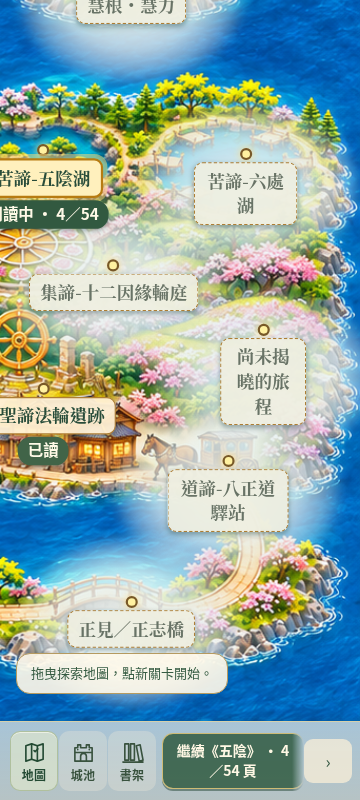 慧根・慧力
苦諦-五陰湖
讀中 · 4／54
苦諦-六處
湖
集諦-十二因緣輪庭
尚未揭
曉的旅
程
聖諦法輪遺跡
已讀
道諦-八正道
驛站
正見／正志橋
拖曳探索地圖，點新關卡開始。
地圖
城池
書架
繼續《五陰》 · 4
／54 頁
›